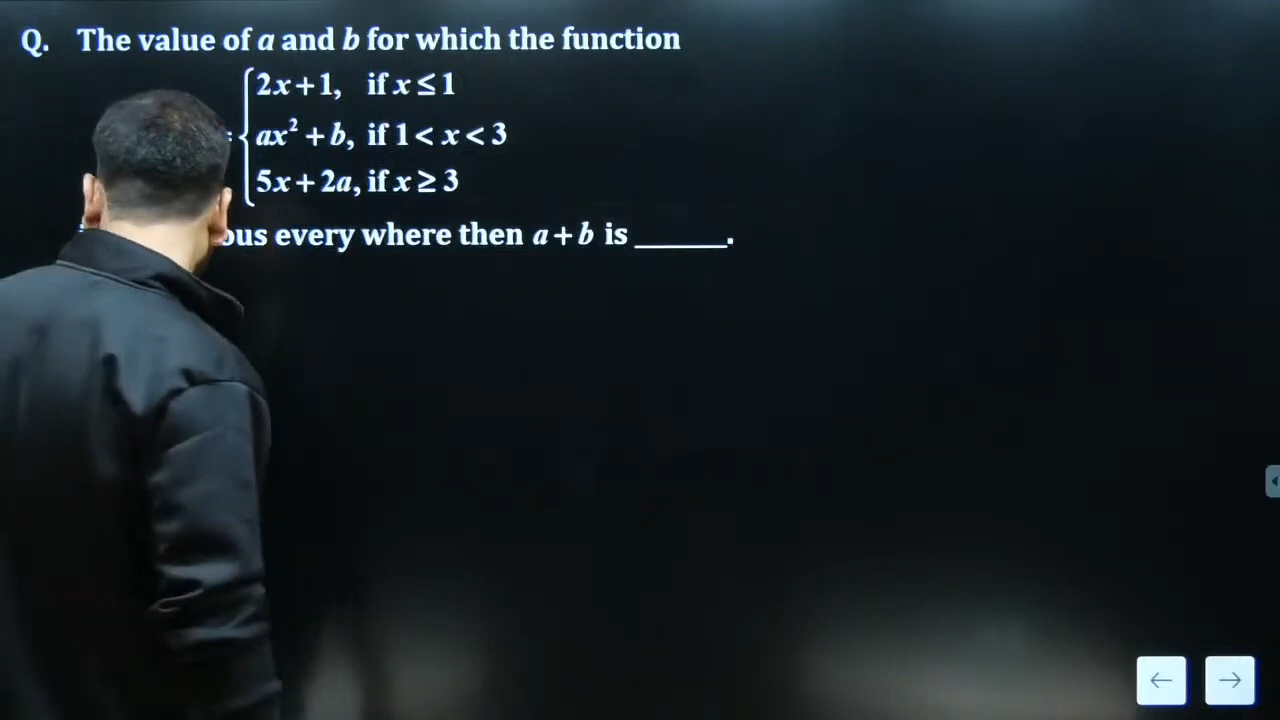 Q. The value of a and b for which the function
2x+1, if x ≤ 1
ax² + b, if 1 < x < 3
5x + 2a, if x ≥ 3
every where then a + b is ______.